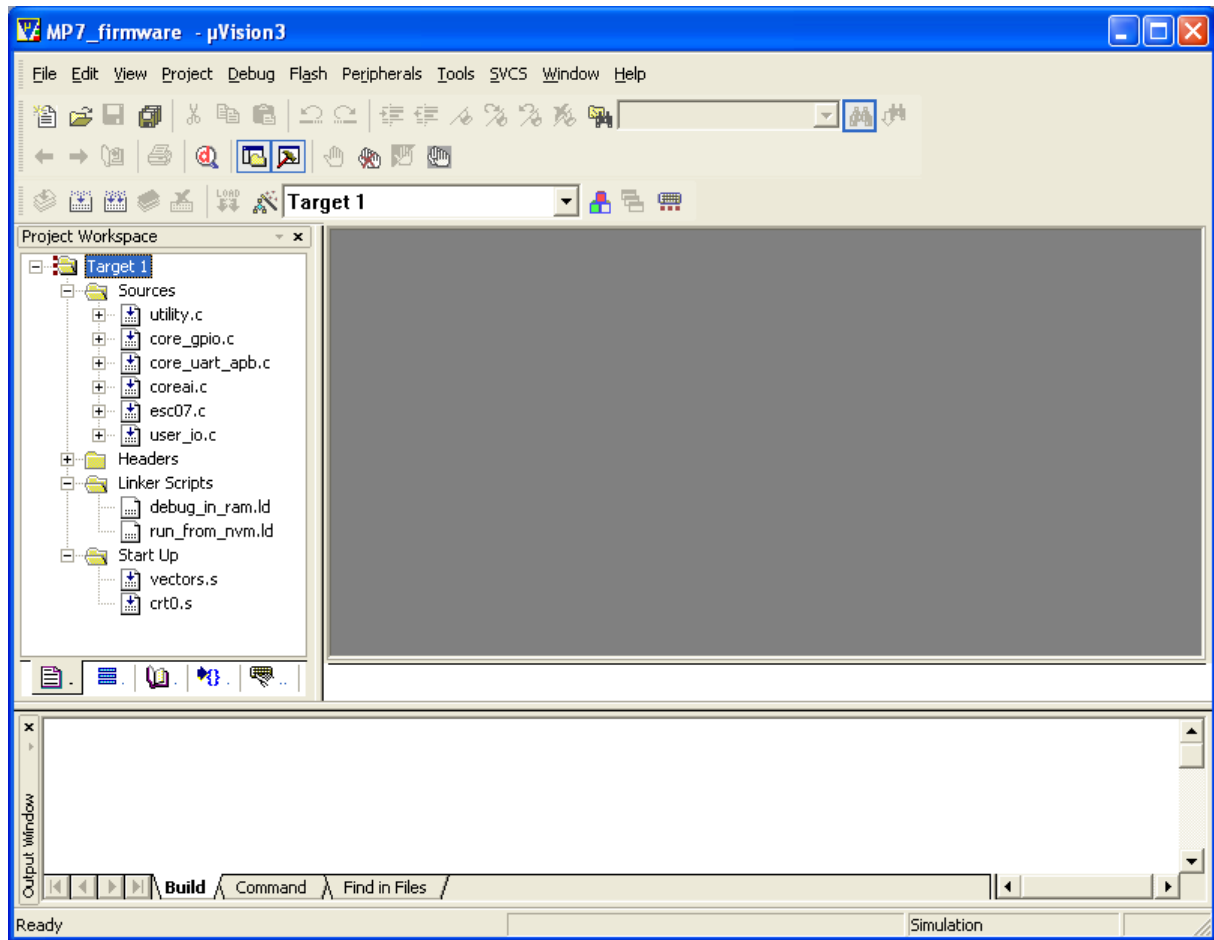 MP7_firmware - µVision3
File Edit View Project Debug Flash Peripherals Tools SVCS Window Help
LOAD
Target 1
Project Workspace
Target 1
Sources
utility.c
core_gpio.c
core_uart_apb.c
coreai.c
esc07.c
user_io.c
Headers
Linker Scripts
debug_in_ram.ld
run_from_nvm.ld
Start Up
vectors.s
crt0.s
Output Window
Build Command Find in Files
Ready Simulation